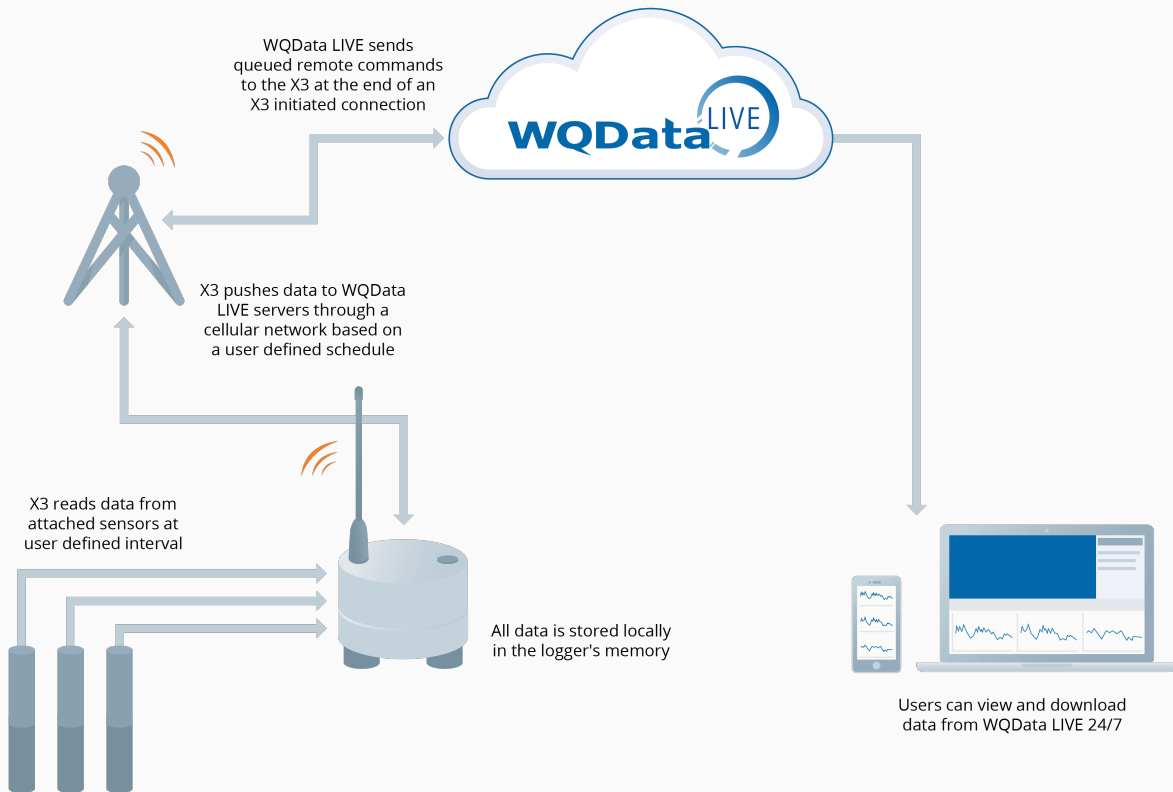 WQData LIVE sends
queued remote commands
to the X3 at the end of an
X3 initiated connection
WQData LIVE
X3 pushes data to WQData
LIVE servers through a
cellular network based on
a user defined schedule
X3 reads data from
attached sensors at
user defined interval
All data is stored locally
in the logger's memory
Users can view and download
data from WQData LIVE 24/7